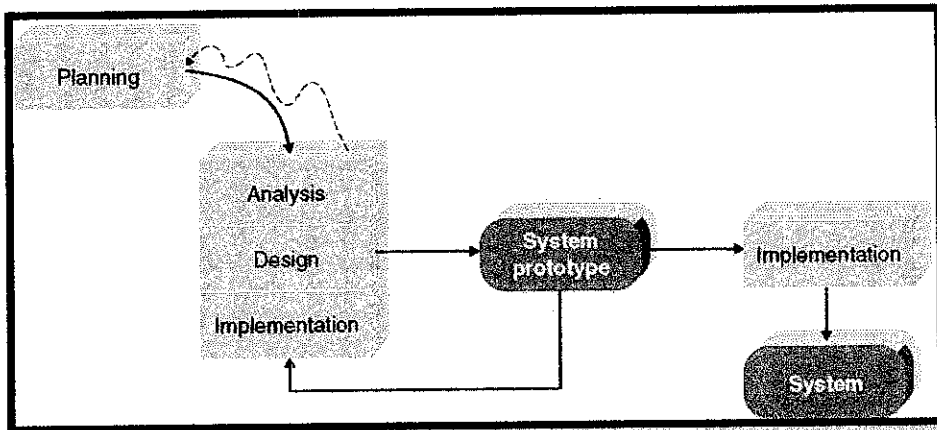 Planning
Analysis
Design
Implementation
System
prototype
Implementation
System